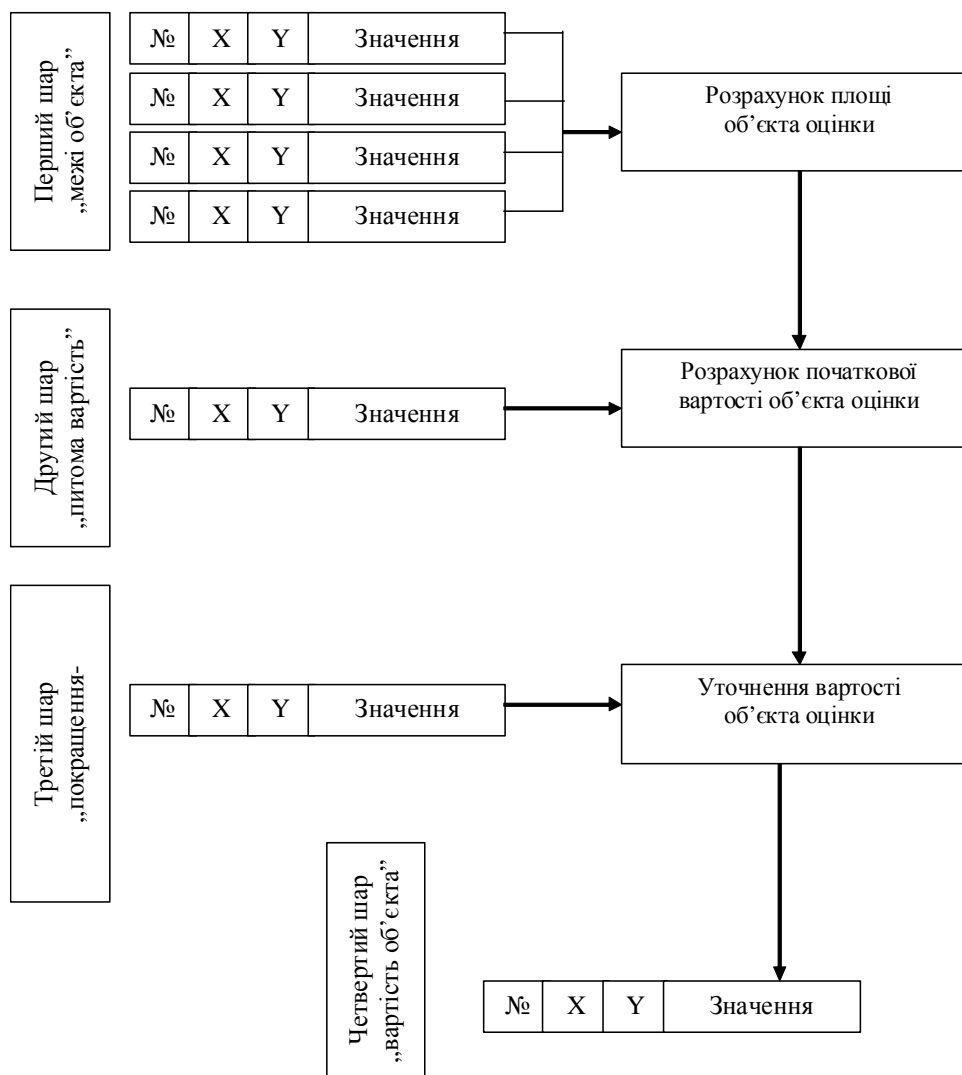 Перший шар
„межі об’єкта”
№ X Y Значення
№ X Y Значення
№ X Y Значення
№ X Y Значення
Розрахунок площі
об’єкта оцінки
Другий шар
„питома вартість”
№ X Y Значення
Розрахунок початкової
вартості об’єкта оцінки
Третій шар
„покращення-
№ X Y Значення
Уточнення вартості
об’єкта оцінки
Четвертий шар
„вартість об’єкта”
№ X Y Значення